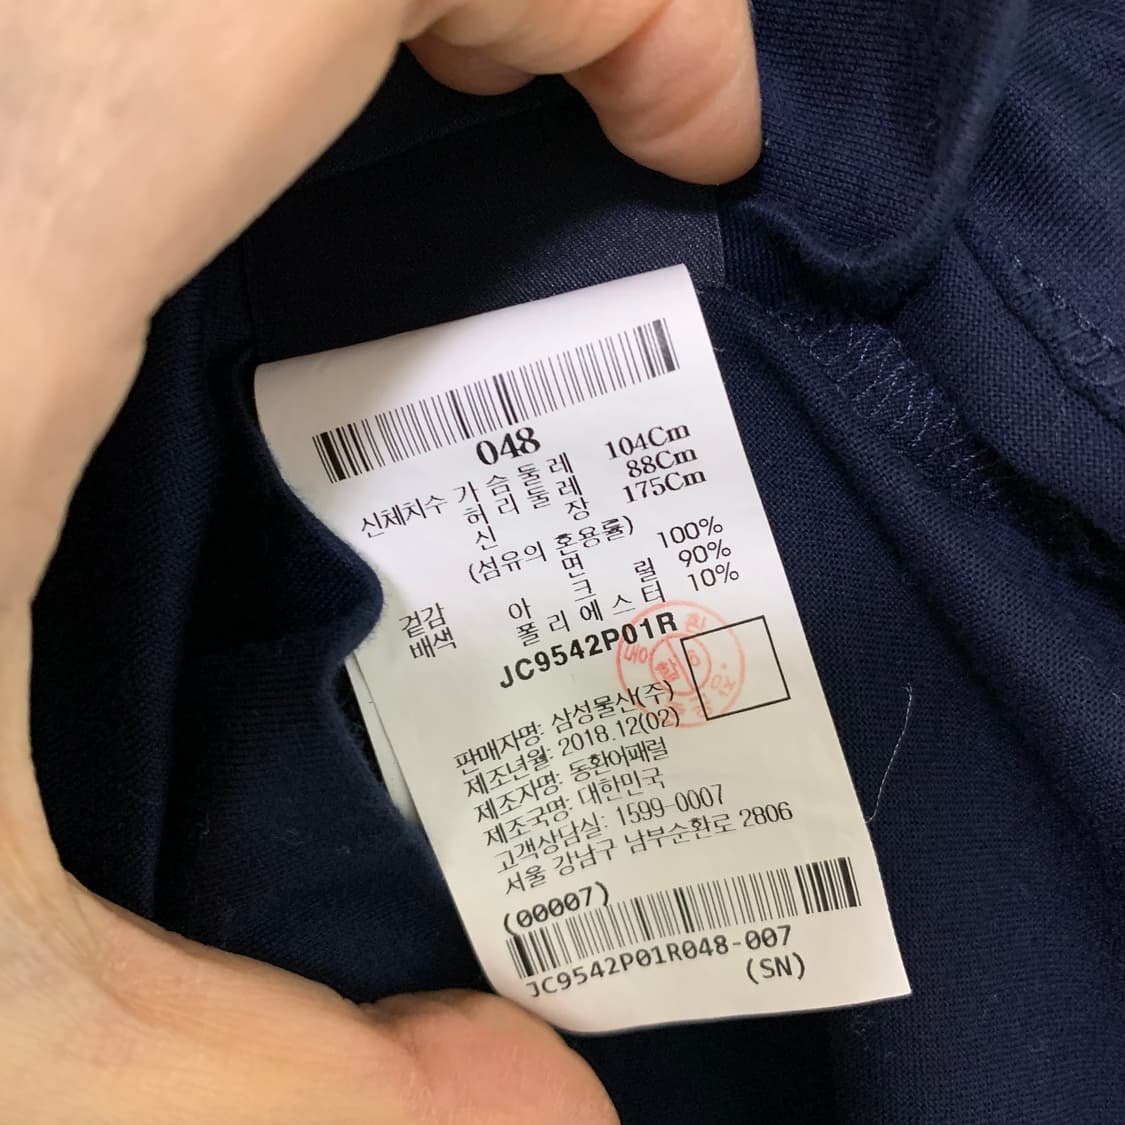 048
신체치수 가슴둘레 104Cm
허리둘레 88Cm
신 장 175Cm
(섬유의 혼용률)
겉감 면 100%
배색 아크릴 90%
폴리에스터 10%
JC9542P01R
판매자명: 삼성물산(주)
제조년월: 2018.12(02)
제조자명: 동환어패럴
제조국명: 대한민국
고객상담실: 1599-0007
서울 강남구 남부순환로 2806
(00007)
JC9542P01R048-007
(SN)